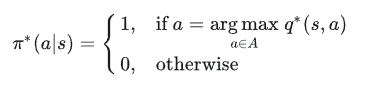 π*(a|s) = { 1, if a = arg max q*(s, a)
a∈A
0, otherwise